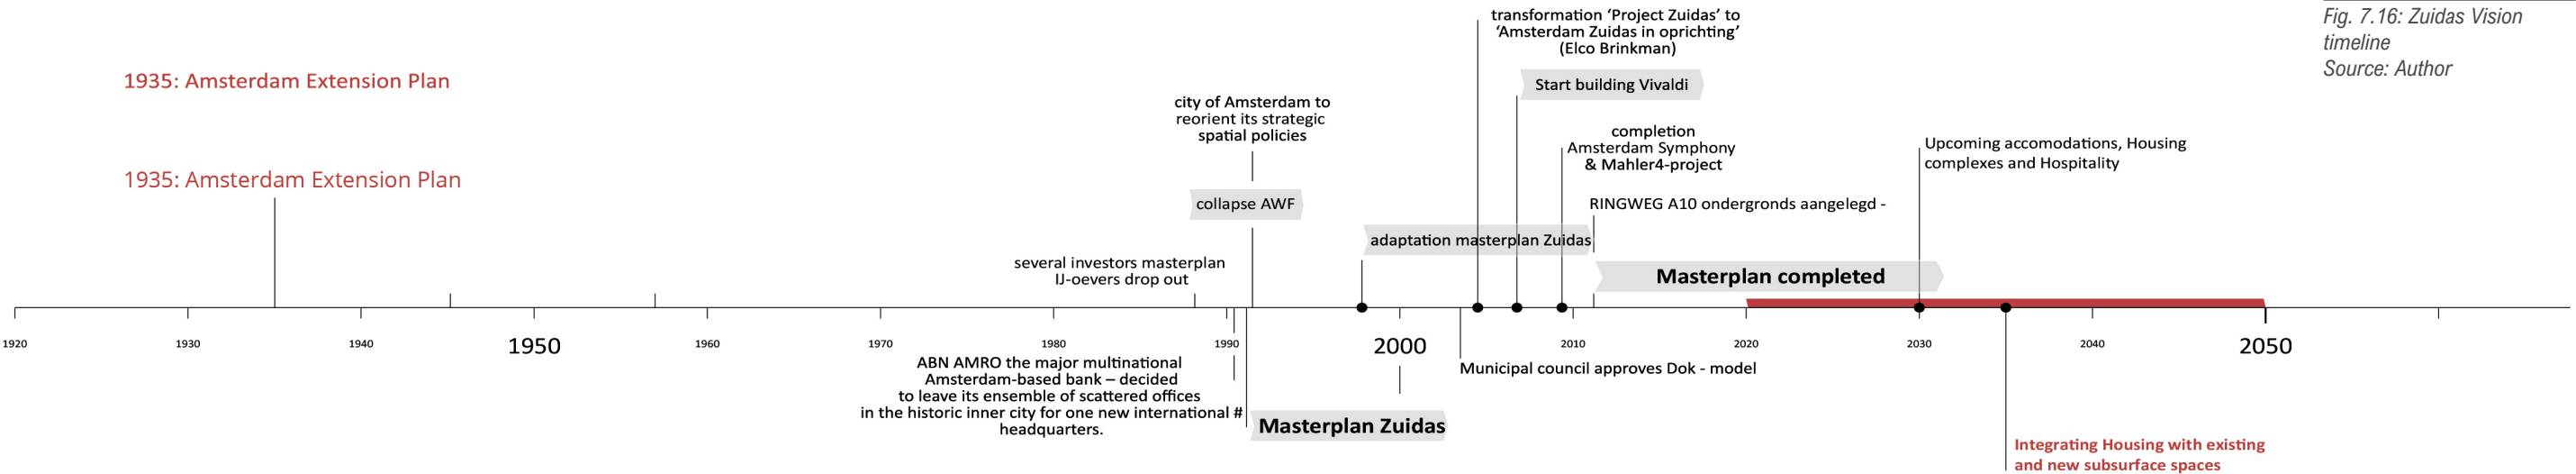 transformation ‘Project Zuidas’ to
‘Amsterdam Zuidas in oprichting’
(Elco Brinkman)
Fig. 7.16: Zuidas Vision
timeline
Source: Author
1935: Amsterdam Extension Plan
Start building Vivaldi
city of Amsterdam to
reorient its strategic
spatial policies
completion
Amsterdam Symphony
& Mahler4-project
Upcoming accomodations, Housing
complexes and Hospitality
1935: Amsterdam Extension Plan
collapse AWF
RINGWEG A10 ondergronds aangelegd -
adaptation masterplan Zuidas
several investors masterplan
IJ-oevers drop out
Masterplan completed
1920 1930 1940 1950 1960 1970 1980 1990 2000 2010 2020 2030 2040 2050
ABN AMRO the major multinational
Amsterdam-based bank – decided
to leave its ensemble of scattered offices
in the historic inner city for one new international #
headquarters.
Municipal council approves Dok - model
Masterplan Zuidas
Integrating Housing with existing
and new subsurface spaces